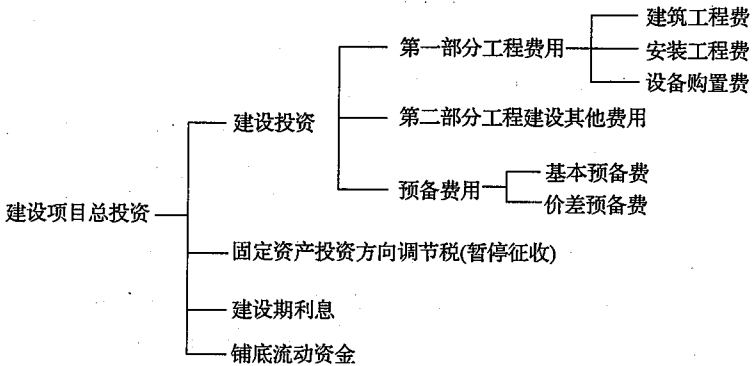 建设项目总投资
建设投资
第一部分工程费用
建筑工程费
安装工程费
设备购置费
第二部分工程建设其他费用
预备费用
基本预备费
价差预备费
固定资产投资方向调节税(暂停征收)
建设期利息
铺底流动资金